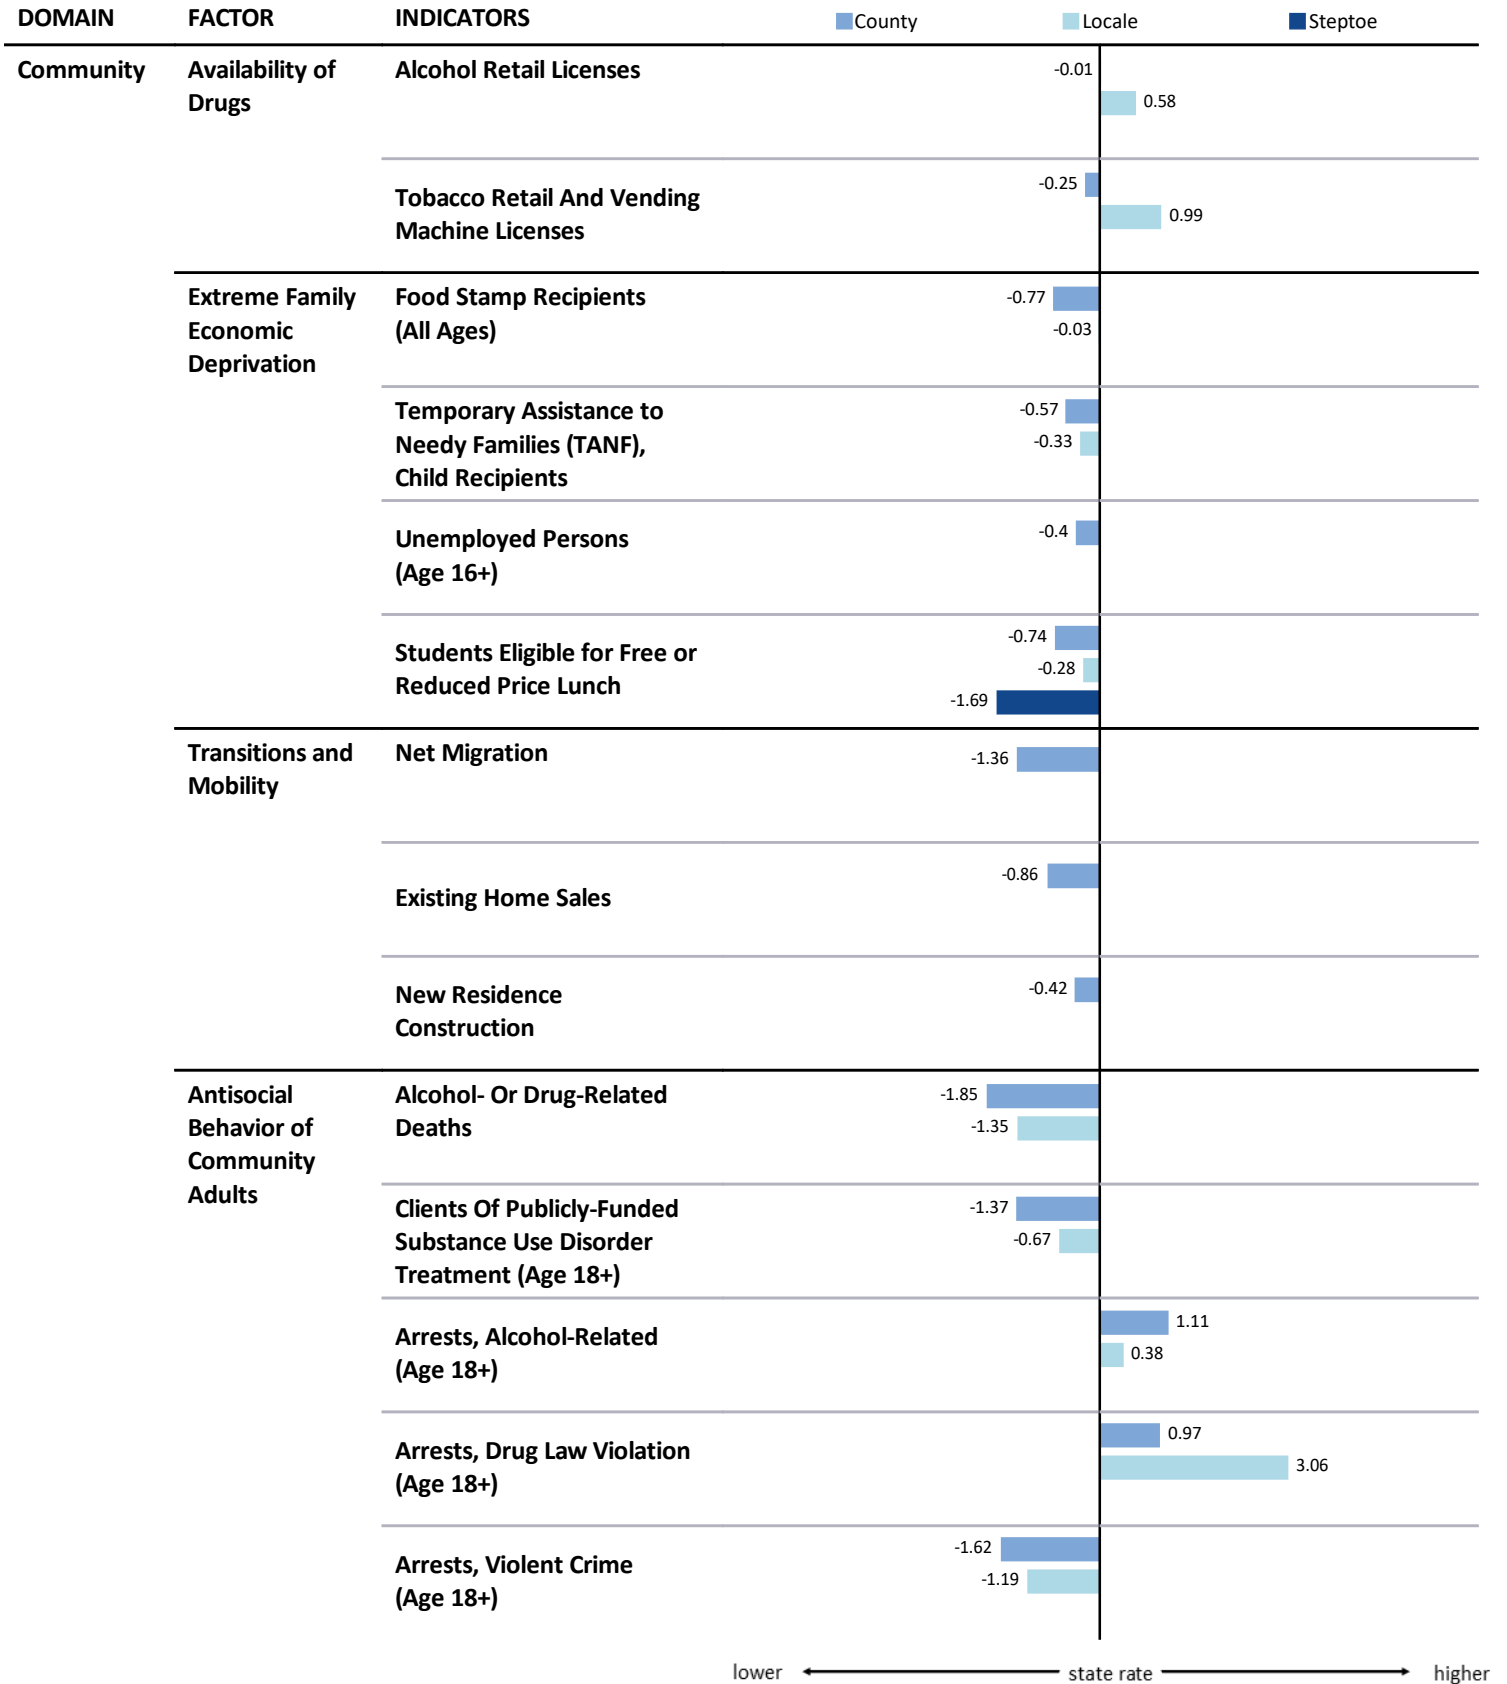 DOMAIN FACTOR INDICATORS County Locale Steptoe
Community Availability of Alcohol Retail Licenses -0.01
Drugs 0.58
-0.25
Tobacco Retail And Vending 0.99
Machine Licenses
Extreme Family Food Stamp Recipients -0.77
Economic (All Ages) -0.03
Deprivation
Temporary Assistance to -0.57
Needy Families (TANF), -0.33
Child Recipients
Unemployed Persons -0.4
(Age 16+)
-0.74
Students Eligible for Free or -0.28
Reduced Price Lunch -1.69
Transitions and Net Migration -1.36
Mobility
-0.86
Existing Home Sales
New Residence -0.42
Construction
Antisocial Alcohol- Or Drug-Related -1.85
Behavior of Deaths -1.35
Community
Adults
Clients Of Publicly-Funded -1.37
Substance Use Disorder -0.67
Treatment (Age 18+)
Arrests, Alcohol-Related 1.11
(Age 18+) 0.38
Arrests, Drug Law Violation 0.97
(Age 18+) 3.06
Arrests, Violent Crime -1.62
(Age 18+) -1.19
lower state rate higher